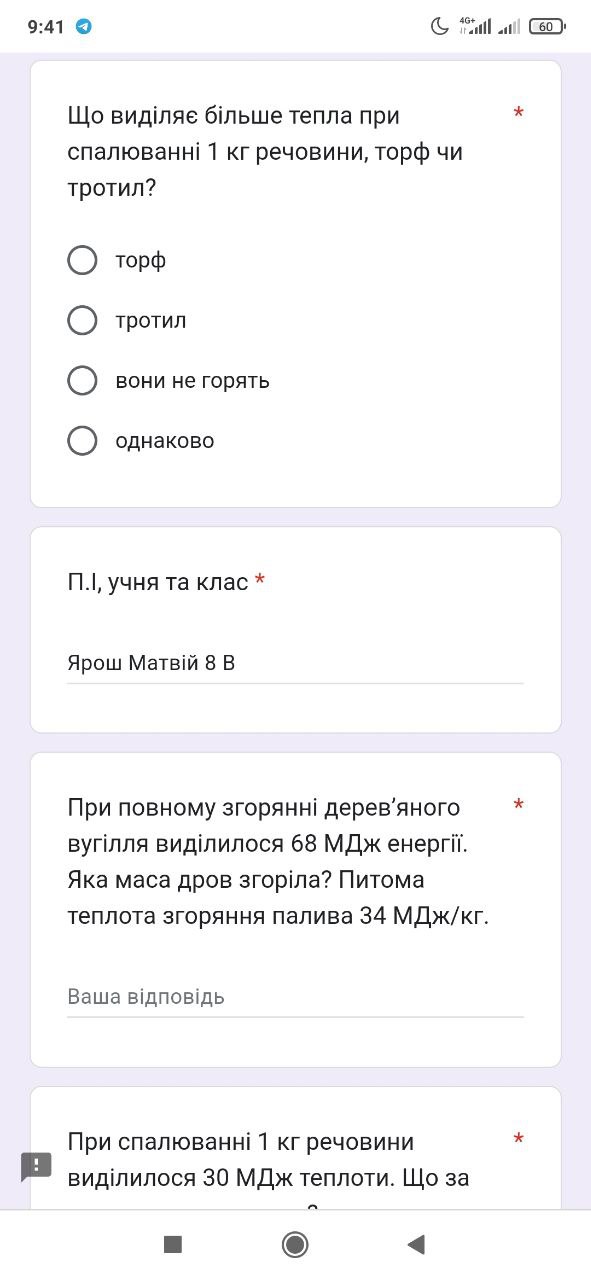 9:41
4G+
60
Що виділяє більше тепла при *
спалюванні 1 кг речовини, торф чи
тротил?
торф
тротил
вони не горять
однаково
П.І, учня та клас *
Ярош Матвій 8 В
При повному згорянні дерев’яного *
вугілля виділилося 68 МДж енергії.
Яка маса дров згоріла? Питома
теплота згоряння палива 34 МДж/кг.
Ваша відповідь
При спалюванні 1 кг речовини *
виділилося 30 МДж теплоти. Що за